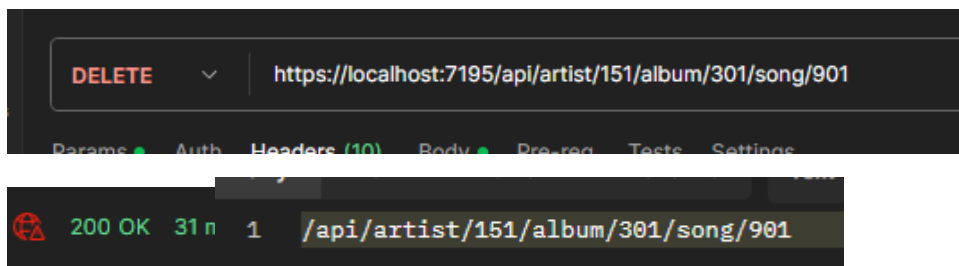 DELETE https://localhost:7195/api/artist/151/album/301/song/901
Params Auth Headers (10) Body Pre-req Tests Settings
200 OK 31 1 /api/artist/151/album/301/song/901